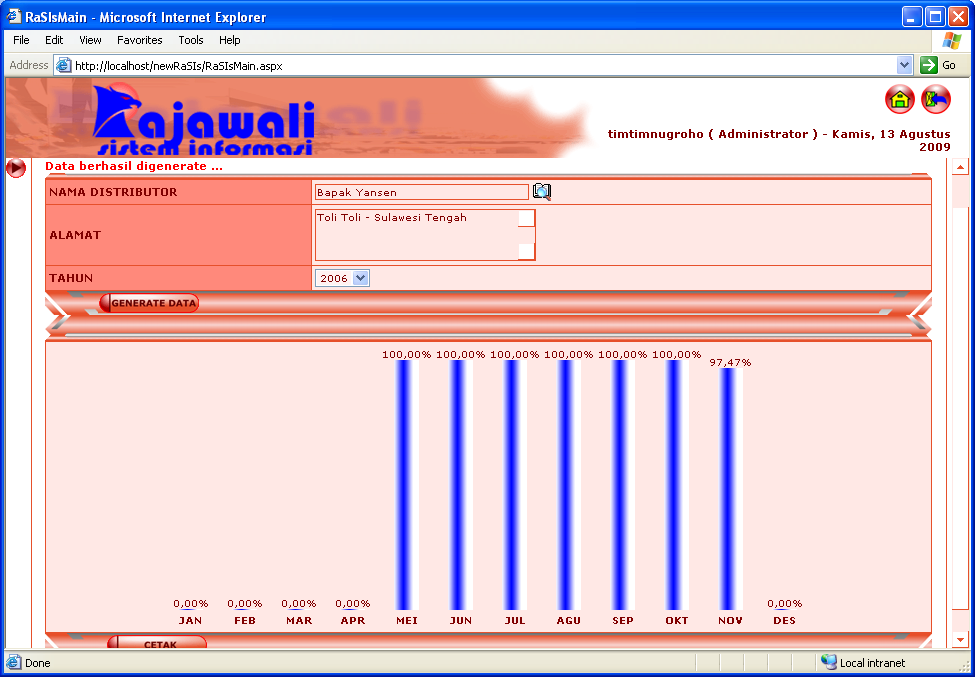 RaSIsMain - Microsoft Internet Explorer
File Edit View Favorites Tools Help
Address http://localhost/newRaSIs/RaSIsMain.aspx Go
Rajawali
sistem informasi
timtimnugroho ( Administrator ) - Kamis, 13 Agustus
2009
Data berhasil digenerate ...
NAMA DISTRIBUTOR Bapak Yansen
ALAMAT Toli Toli - Sulawesi Tengah
TAHUN 2006
GENERATE DATA
100,00% 100,00% 100,00% 100,00% 100,00% 100,00% 97,47%
0,00% 0,00% 0,00% 0,00% 0,00%
JAN FEB MAR APR MEI JUN JUL AGU SEP OKT NOV DES
CETAK
Done Local intranet